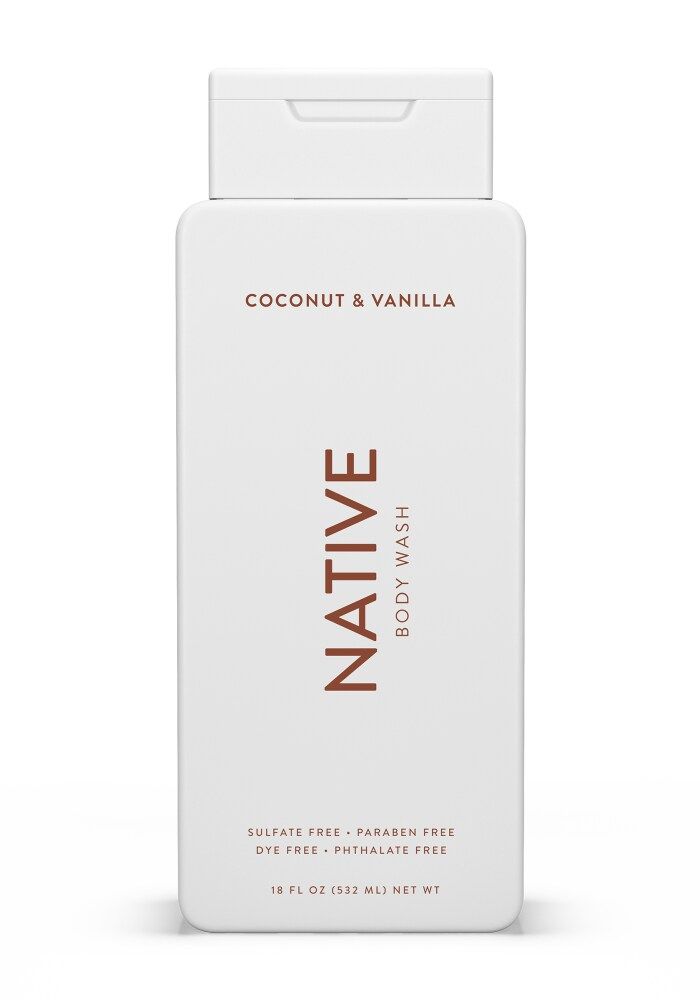 COCONUT & VANILLA
NATIVE
BODY WASH
SULFATE FREE • PARABEN FREE
DYE FREE • PHTHALATE FREE
18 FL OZ (532 ML) NET WT